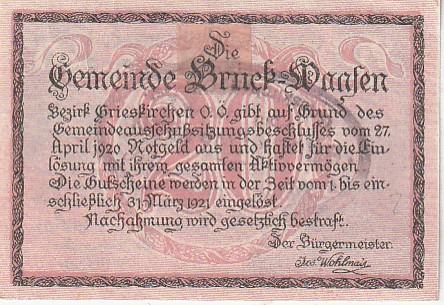 Die
Gemeinde Bruck-Waasen
Bezirk Grieskirchen O.Ö. gibt auf Grund des
Gemeindeausschußsitzungsbeschlusses vom 27.
April 1920 Notgeld aus und haftet für die Ein-
lösung mit ihrem gesamten Aktivvermögen.
Die Gutscheine werden in der Zeit vom 1. bis ein-
schließlich 31. März 1921 eingelöst.
Nachahmung wird gesetzlich bestraft.
Der Bürgermeister:
Jos. Wohlmair